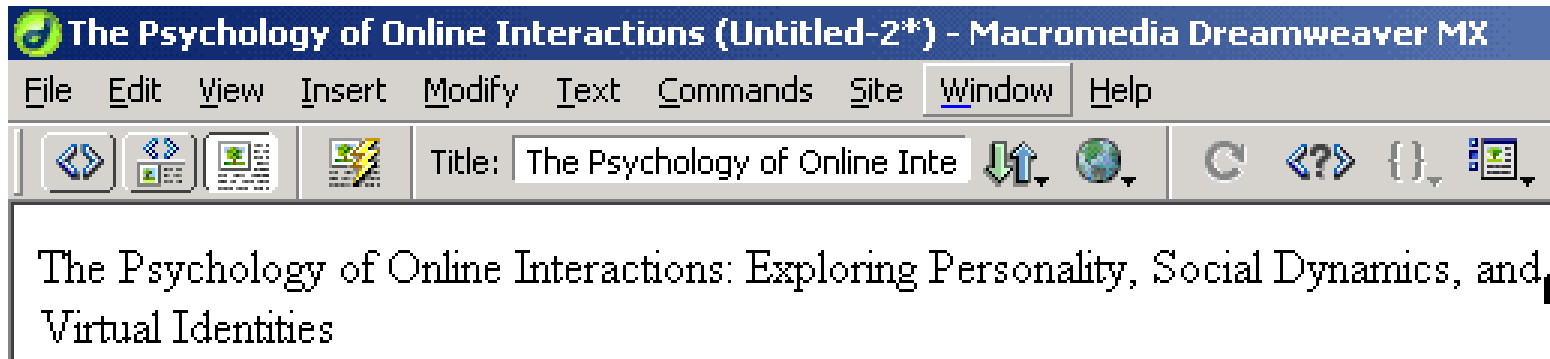 The Psychology of Online Interactions (Untitled-2*) - Macromedia Dreamweaver MX
File Edit View Insert Modify Text Commands Site Window Help
Title: The Psychology of Online Inte
The Psychology of Online Interactions: Exploring Personality, Social Dynamics, and
Virtual Identities